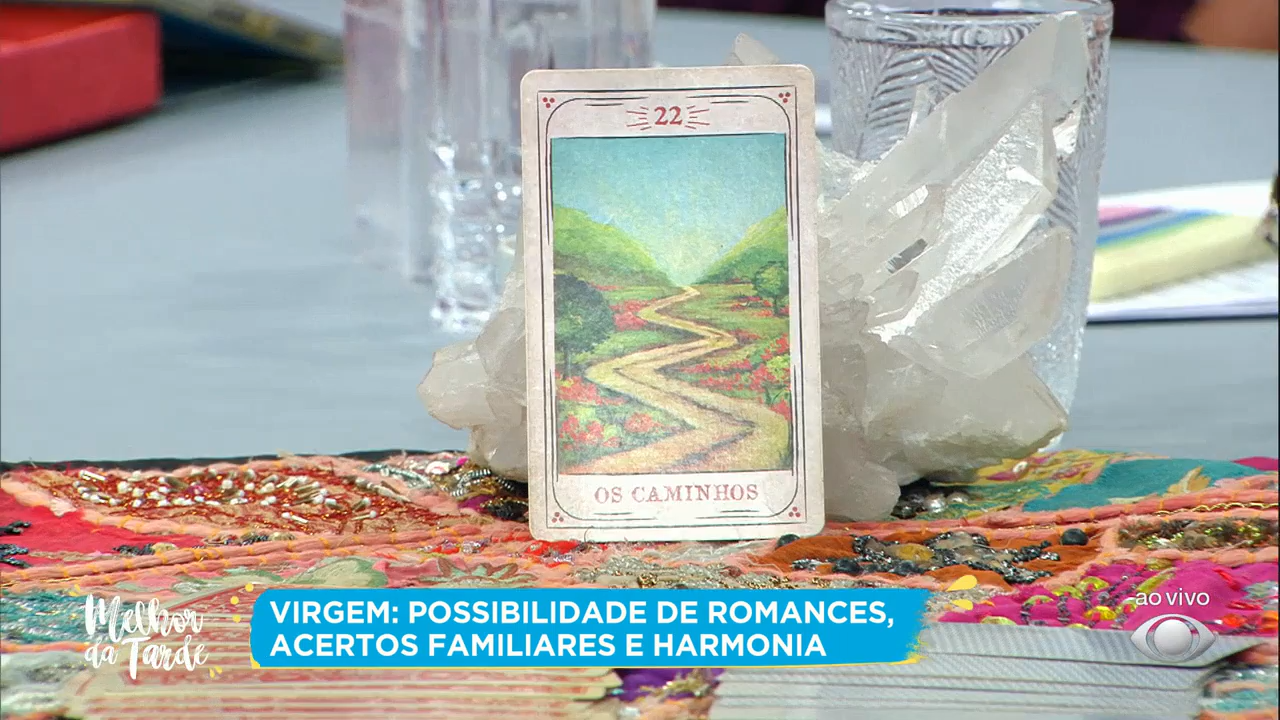 22
OS CAMINHOS
Melhor
da Tarde
VIRGEM: POSSIBILIDADE DE ROMANCES,
ACERTOS FAMILIARES E HARMONIA
ao vivo